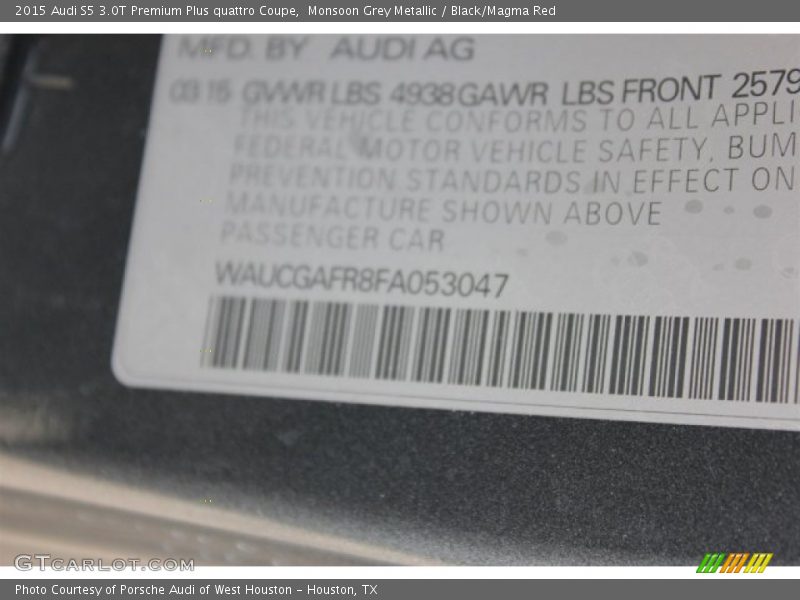 2015 Audi S5 3.0T Premium Plus quattro Coupe,  Monsoon Grey Metallic / Black/Magma Red
MFD. BY AUDI AG
03 15 GVWR LBS 4938 GAWR LBS FRONT 2579
THIS VEHICLE CONFORMS TO ALL APPLI
FEDERAL MOTOR VEHICLE SAFETY, BUM
PREVENTION STANDARDS IN EFFECT ON
MANUFACTURE SHOWN ABOVE
PASSENGER CAR
WAUCGAFR8FA053047
GTCARLOT.COM
Photo Courtesy of Porsche Audi of West Houston - Houston, TX